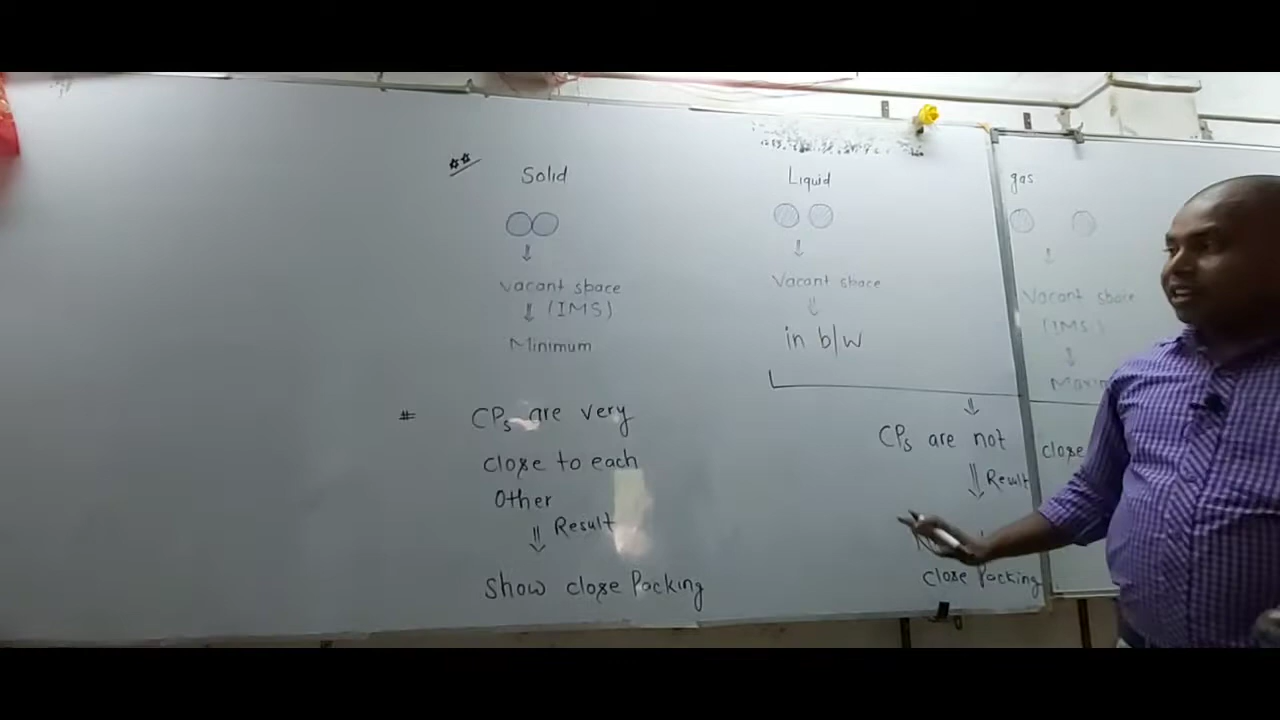 **
Solid
Vacant space
(IMS)
Minimum
Liquid
Vacant space
in b/w
gas
Vacant space
(IMS)
# CPs are very
close to each
Other
Result
Show close Packing
CPs are not close
Result
close Packing